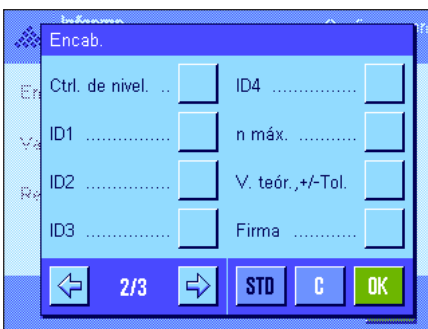 Encab.
Ctrl. de nivel. ..
ID4 ................
ID1 ................
n máx. ...........
ID2 ................
V. teór.,+/-Tol.
ID3 ................
Firma ............
2/3
STD
C
OK